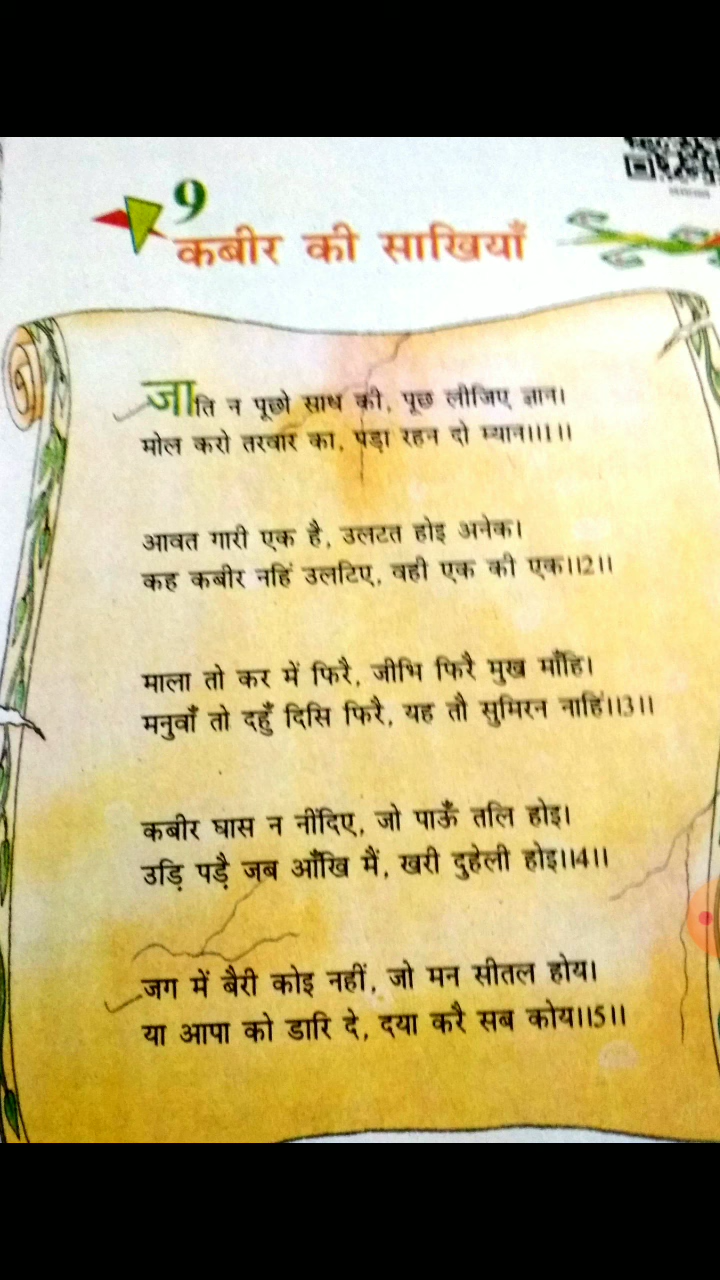 9
कबीर की साखियाँ
जाति न पूछो साध की, पूछ लीजिए ज्ञान।
मोल करो तरवार का, पड़ा रहन दो म्यान।।1।।
आवत गारी एक है, उलटत होइ अनेक।
कह कबीर नहिं उलटिए, वही एक की एक।।2।।
माला तो कर में फिरै, जीभि फिरै मुख माँहि।
मनुवाँ तो दहुँ दिसि फिरै, यह तौ सुमिरन नाहिं।।3।।
कबीर घास न नींदिए, जो पाऊँ तलि होइ।
उड़ि पड़ै जब आँखि मैं, खरी दुहेली होइ।।4।।
जग में बैरी कोइ नहीं, जो मन सीतल होय।
या आपा को डारि दे, दया करै सब कोय।।5।।